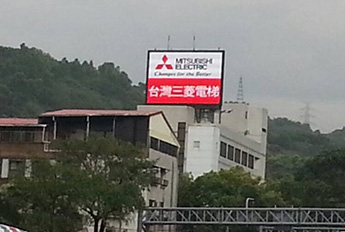 MITSUBISHI
ELECTRIC
Changes for the Better
台灣三菱電梯